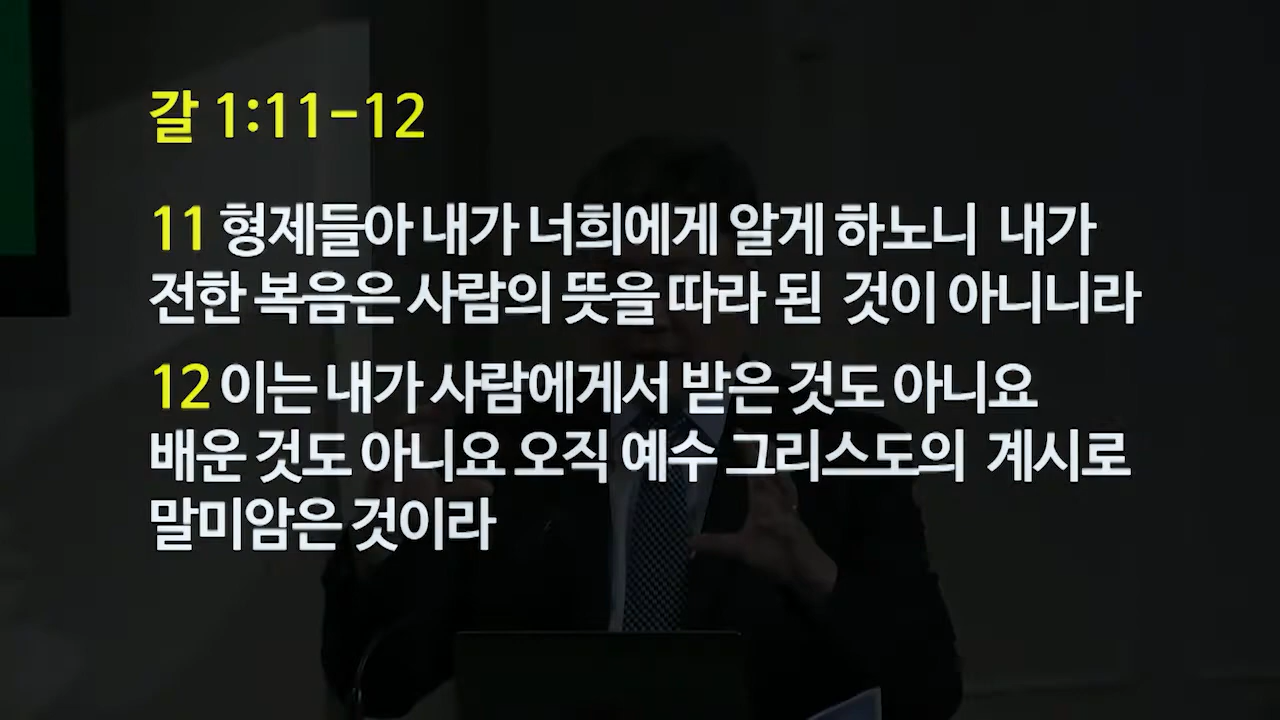 갈 1:11-12
11 형제들아 내가 너희에게 알게 하노니 내가
전한 복음은 사람의 뜻을 따라 된 것이 아니니라
12 이는 내가 사람에게서 받은 것도 아니요
배운 것도 아니요 오직 예수 그리스도의 계시로
말미암은 것이라